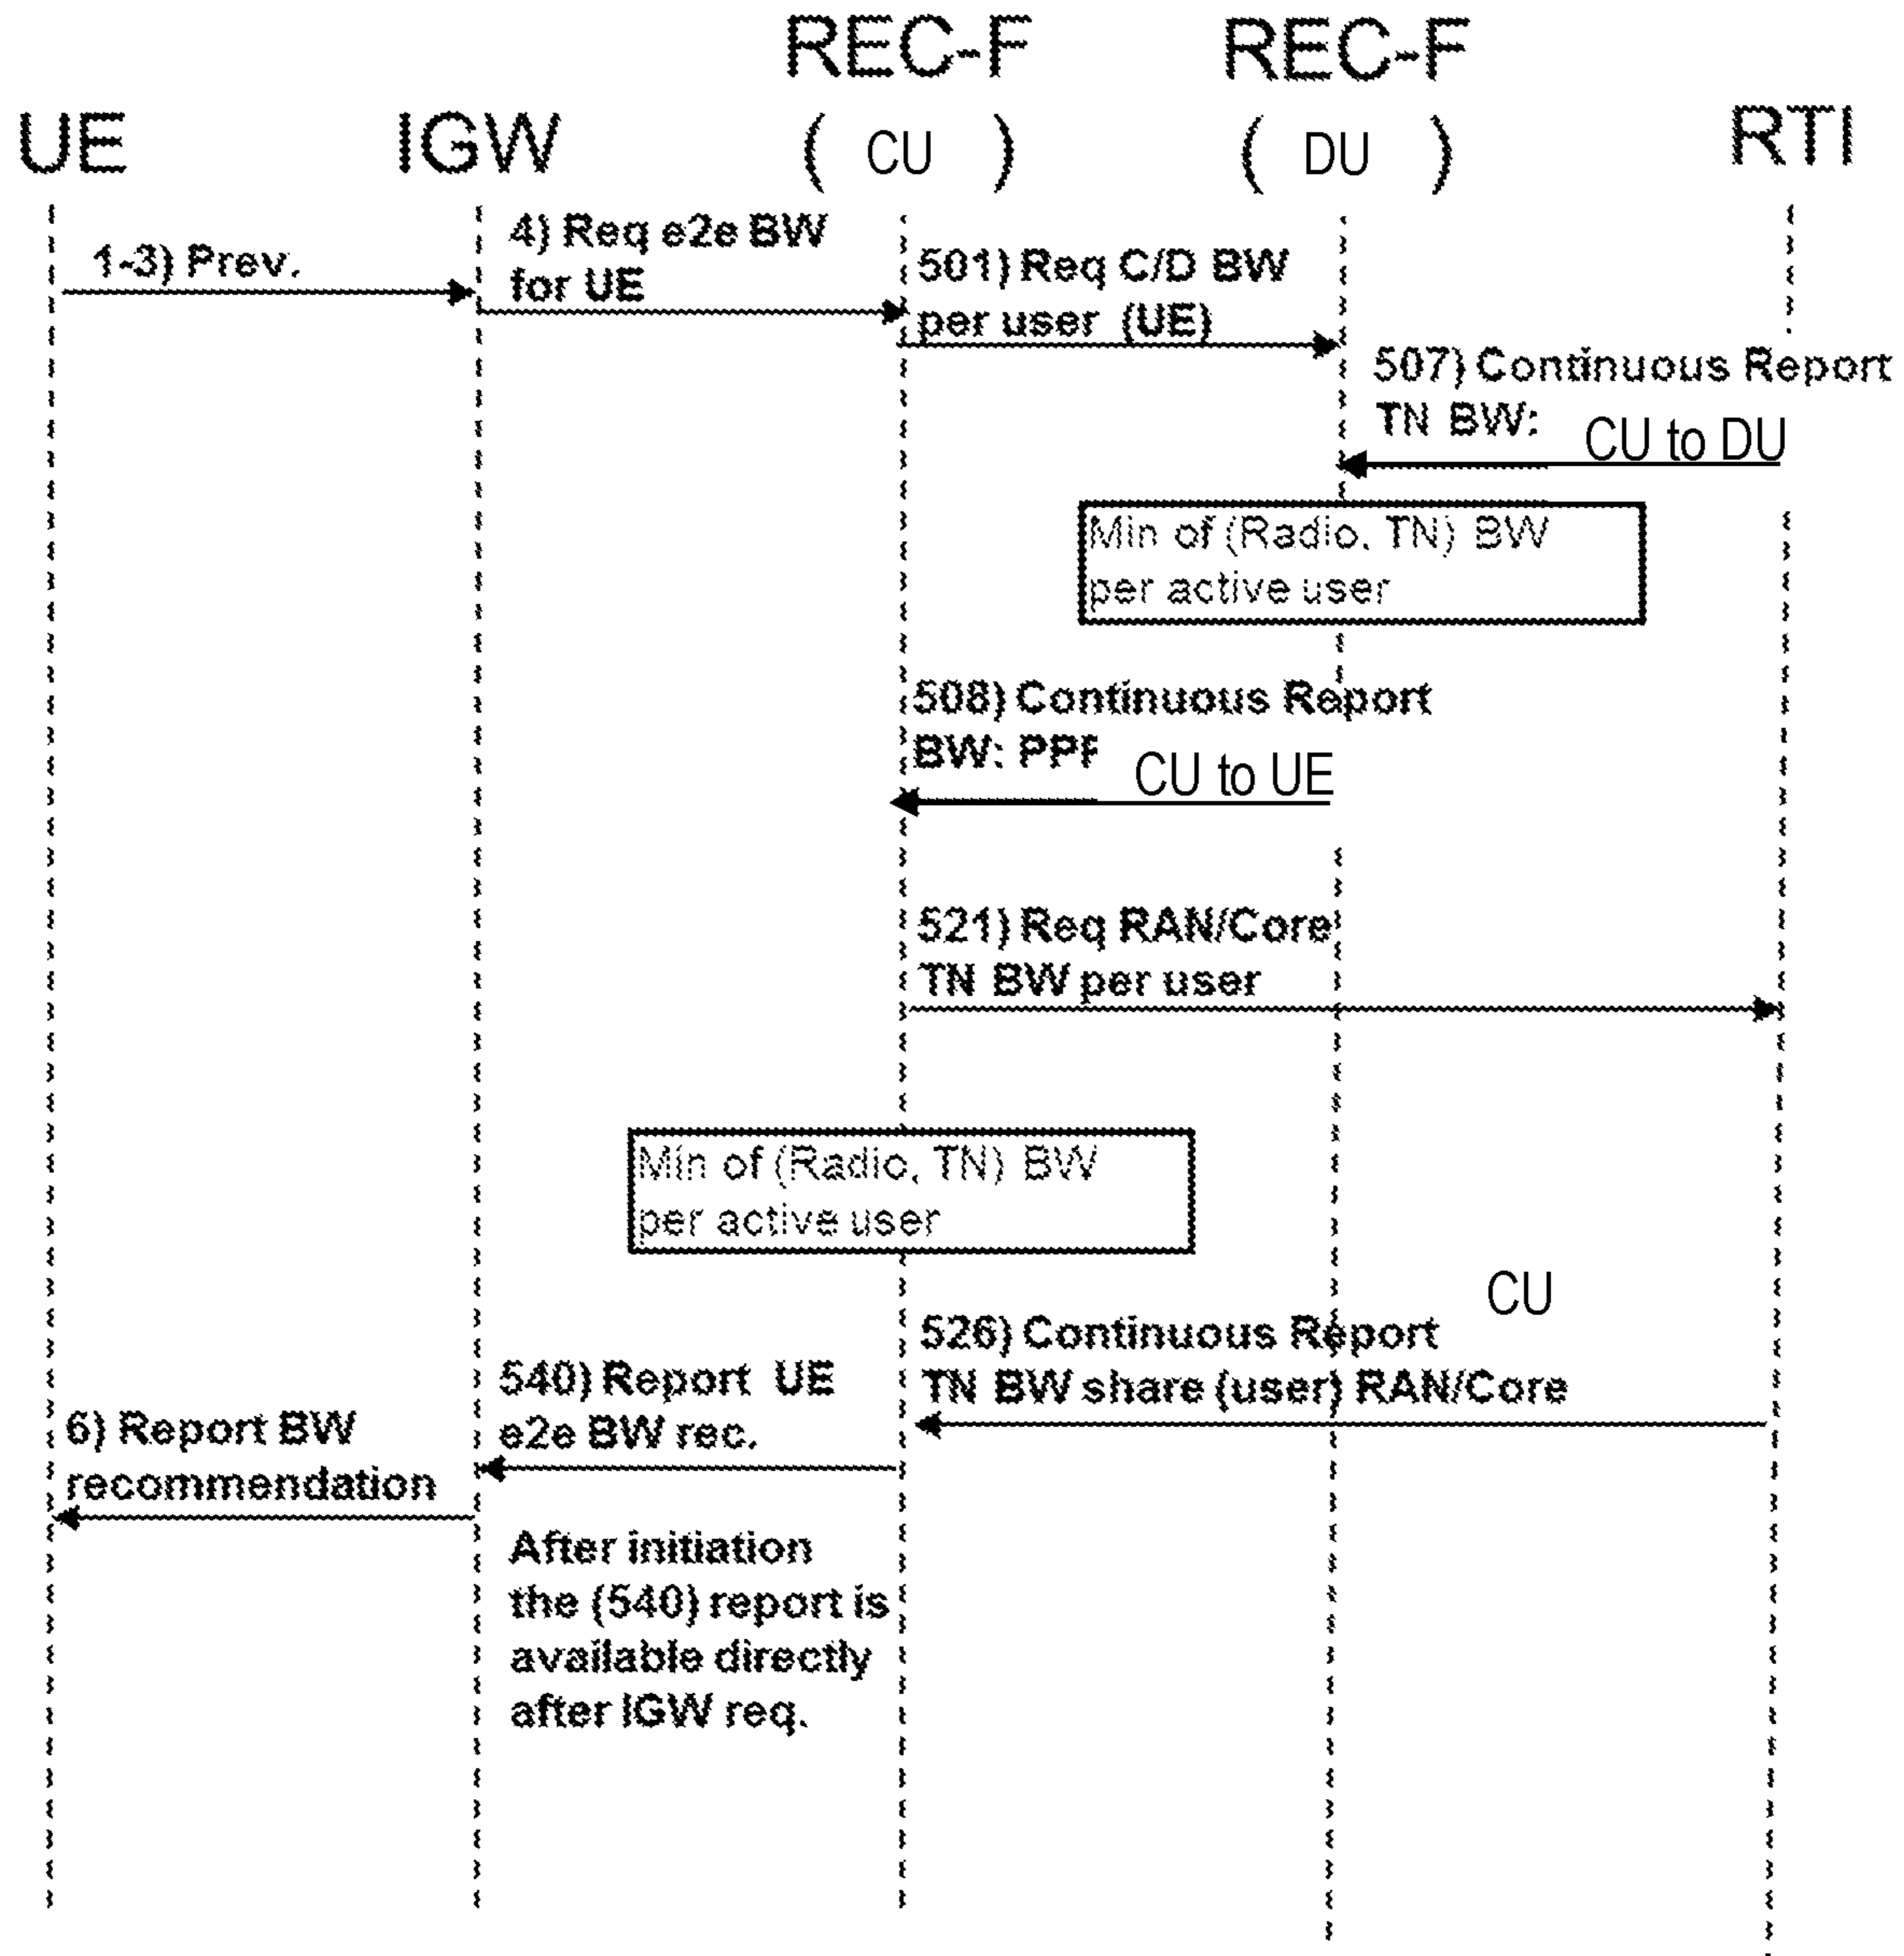 REC-F REC-F
UE IGW ( CU ) ( DU ) RTI
1-3) Prev.
4) Req e2e BW
for UE
501) Req C/D BW
per user (UE)
507) Continuous Report
TN BW: CU to DU
Min of (Radio, TN) BW
per active user
508) Continuous Report
BW: PPF CU to UE
521) Req RAN/Core
TN BW per user
Min of (Radio, TN) BW
per active user
CU
526) Continuous Report
TN BW share (user) RAN/Core
540) Report UE
e2e BW rec.
6) Report BW
recommendation
After initiation
the (540) report is
available directly
after IGW req.